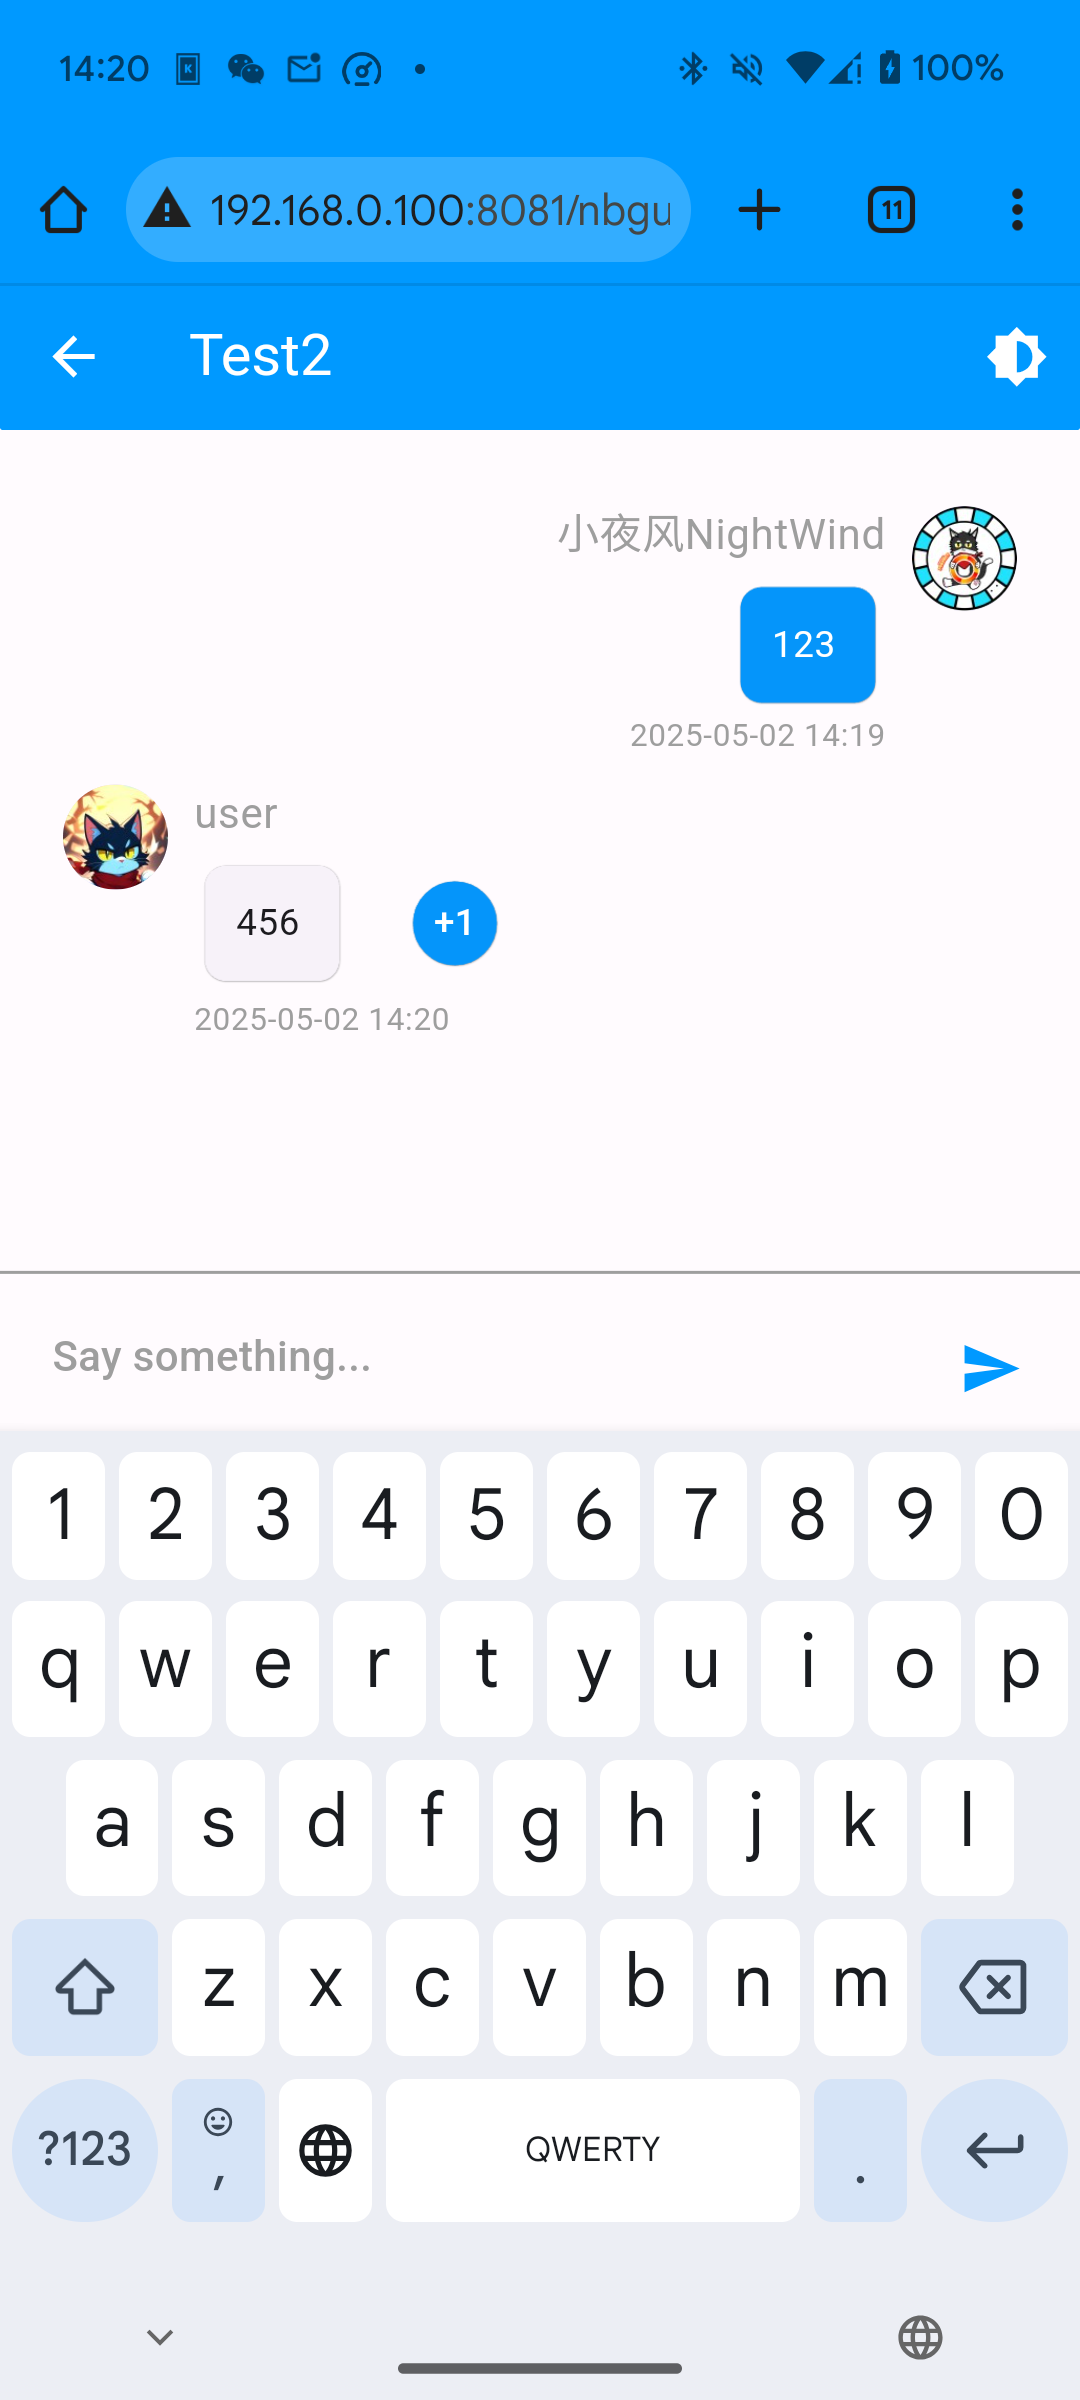 14:20 100%
192.168.0.100:8081/nbgu
11
Test2
小夜风NightWind
123
2025-05-02 14:19
user
456
+1
2025-05-02 14:20
Say something...
1 2 3 4 5 6 7 8 9 0
q w e r t y u i o p
a s d f g h j k l
z x c v b n m
?123 , QWERTY .